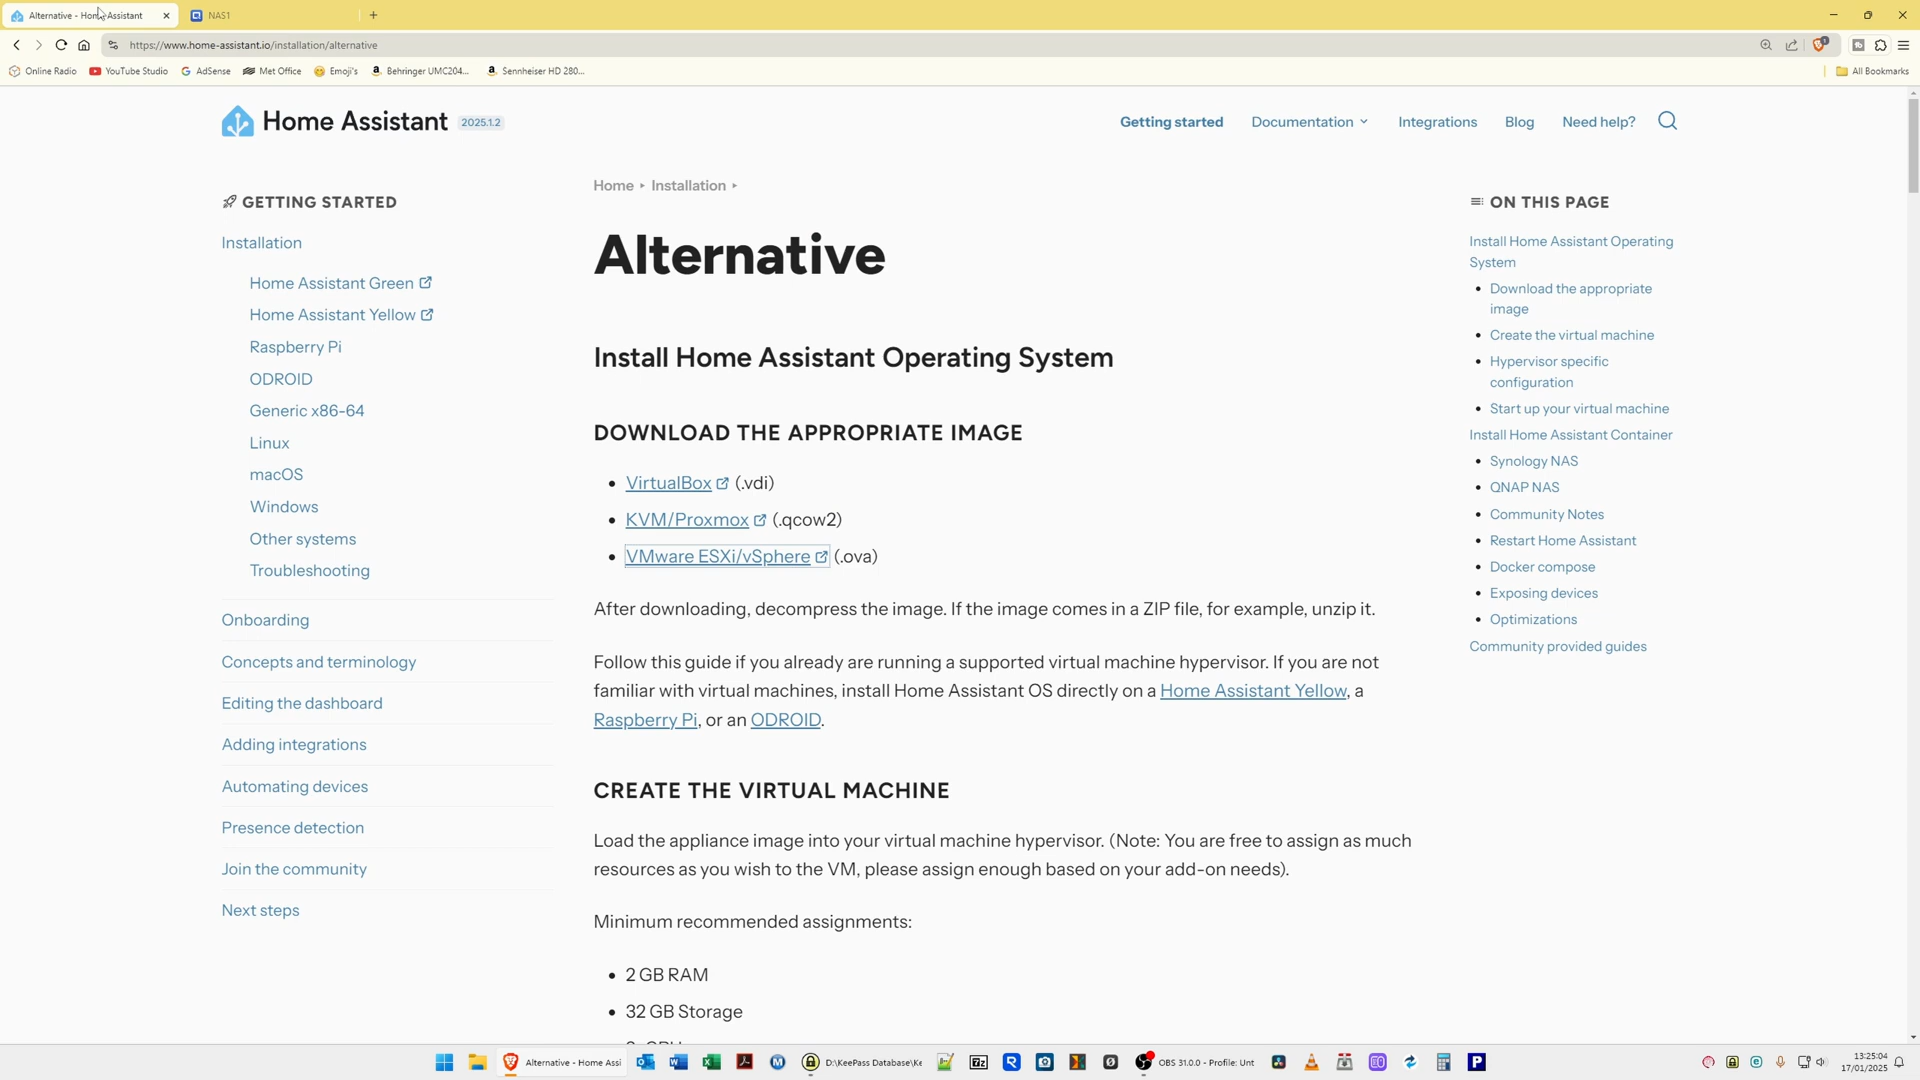 Alternative - Home Assistant
NAS1
https://www.home-assistant.io/installation/alternative
Online Radio
YouTube Studio
AdSense
Met Office
Emoji's
Behringer UMC204...
Sennheiser HD 280...
All Bookmarks
Home Assistant 2025.1.2
Getting started
Documentation
Integrations
Blog
Need help?
GETTING STARTED
Installation
Home Assistant Green
Home Assistant Yellow
Raspberry Pi
ODROID
Generic x86-64
Linux
macOS
Windows
Other systems
Troubleshooting
Onboarding
Concepts and terminology
Editing the dashboard
Adding integrations
Automating devices
Presence detection
Join the community
Next steps
Home ▸ Installation ▸
Alternative
Install Home Assistant Operating System
DOWNLOAD THE APPROPRIATE IMAGE
• VirtualBox (.vdi)
• KVM/Proxmox (.qcow2)
• VMware ESXi/vSphere (.ova)
After downloading, decompress the image. If the image comes in a ZIP file, for example, unzip it.
Follow this guide if you already are running a supported virtual machine hypervisor. If you are not
familiar with virtual machines, install Home Assistant OS directly on a Home Assistant Yellow, a
Raspberry Pi, or an ODROID.
CREATE THE VIRTUAL MACHINE
Load the appliance image into your virtual machine hypervisor. (Note: You are free to assign as much
resources as you wish to the VM, please assign enough based on your add-on needs).
Minimum recommended assignments:
• 2 GB RAM
• 32 GB Storage
ON THIS PAGE
Install Home Assistant Operating
System
• Download the appropriate
image
• Create the virtual machine
• Hypervisor specific
configuration
• Start up your virtual machine
Install Home Assistant Container
• Synology NAS
• QNAP NAS
• Community Notes
• Restart Home Assistant
• Docker compose
• Exposing devices
• Optimizations
Community provided guides
Alternative - Home Assi
D:\KeePass Database\Ke
OBS 31.0.0 - Profile: Unt
13:25:04
17/01/2025